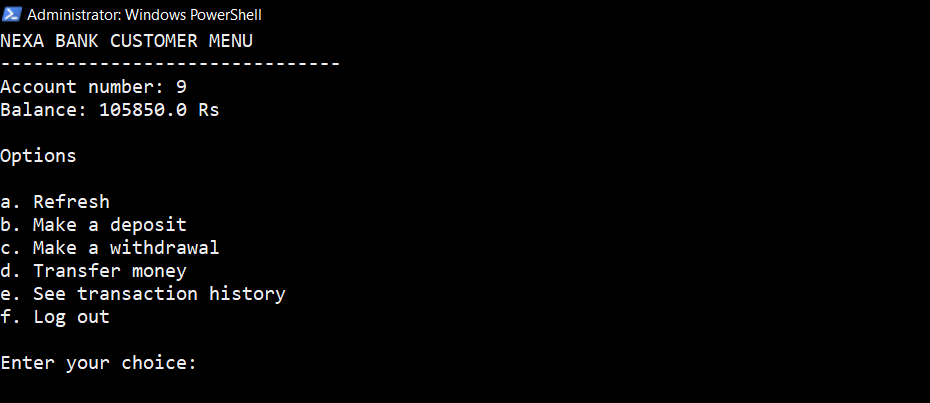 Administrator: Windows PowerShell
NEXA BANK CUSTOMER MENU
-------------------------------
Account number: 9
Balance: 105850.0 Rs
Options
a. Refresh
b. Make a deposit
c. Make a withdrawal
d. Transfer money
e. See transaction history
f. Log out
Enter your choice: